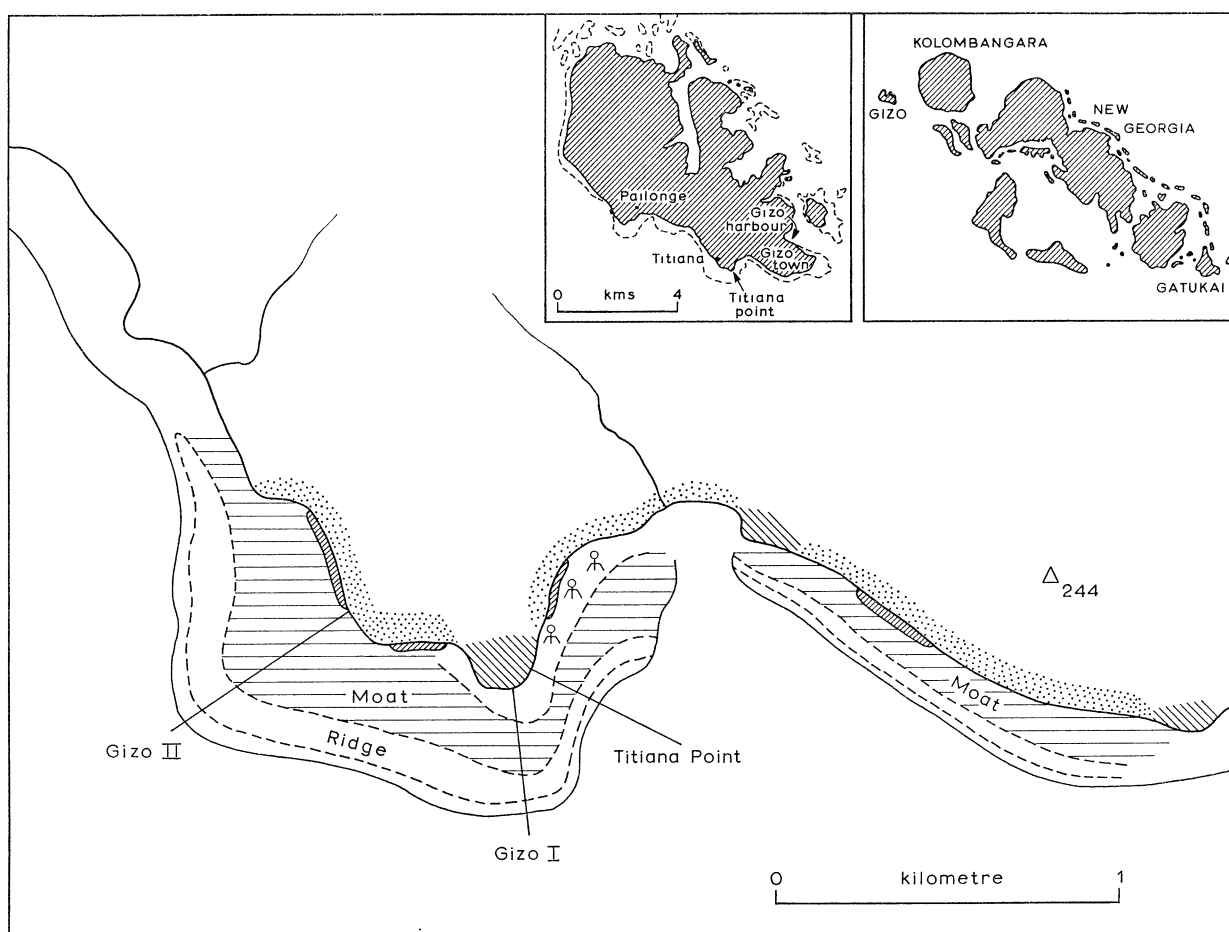 KOLOMBANGARA
GIZO
NEW
GEORGIA
GATUKAI
Pailonge
Gizo
harbour
Titiana
Gizo
town
0 kms 4
Titiana
point
244
Moat
Moat
Ridge
Gizo II
Titiana Point
Gizo I
0 kilometre 1